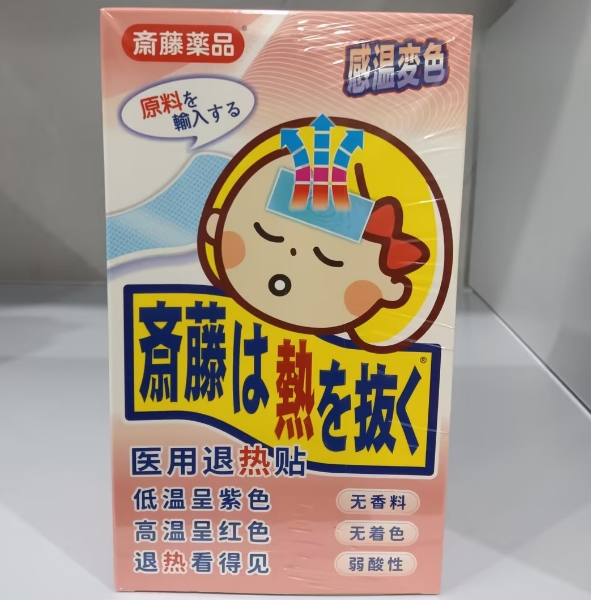 斎藤薬品®
感温变色
原料を
輸入する
斎藤は熱を抜く®
医用退热贴
低温呈紫色
无香料
高温呈红色
无着色
退热看得见
弱酸性